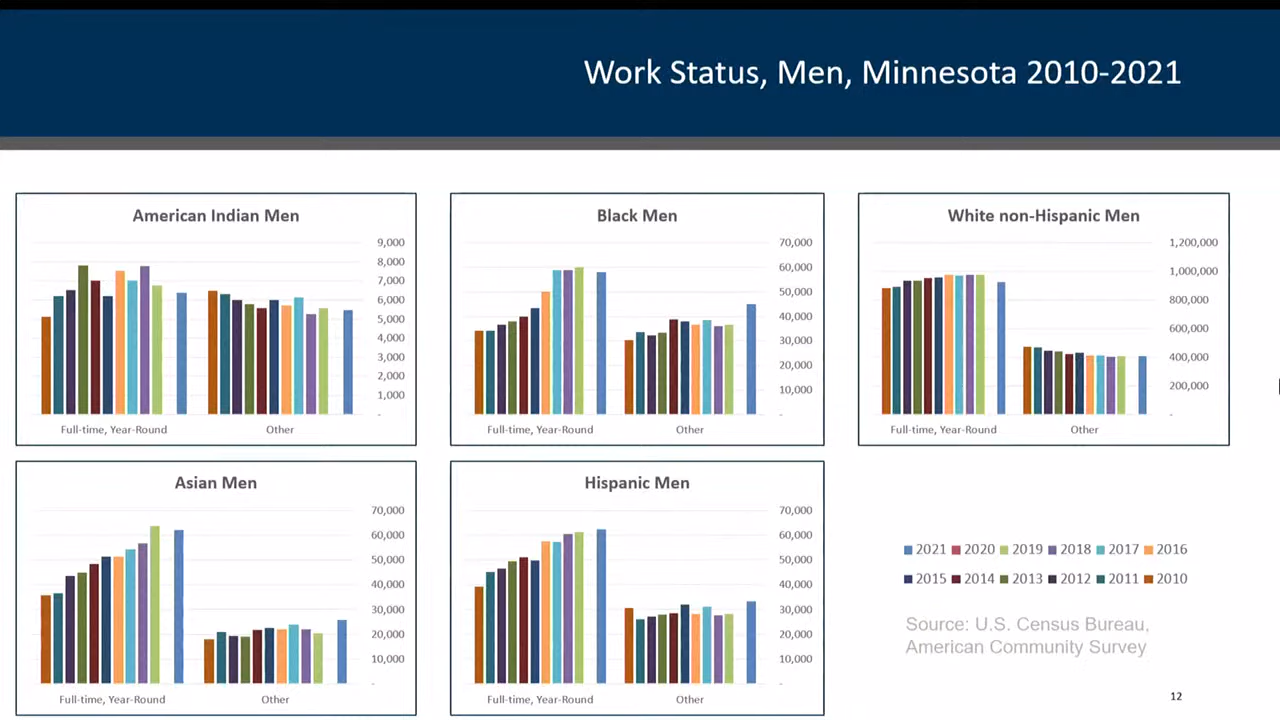 Work Status, Men, Minnesota 2010-2021
American Indian Men
9,000
8,000
7,000
6,000
5,000
4,000
3,000
2,000
1,000
-
Full-time, Year-Round Other
Black Men
70,000
60,000
50,000
40,000
30,000
20,000
10,000
-
Full-time, Year-Round Other
White non-Hispanic Men
1,200,000
1,000,000
800,000
600,000
400,000
200,000
-
Full-time, Year-Round Other
Asian Men
70,000
60,000
50,000
40,000
30,000
20,000
10,000
-
Full-time, Year-Round Other
Hispanic Men
70,000
60,000
50,000
40,000
30,000
20,000
10,000
-
Full-time, Year-Round Other
2021 2020 2019 2018 2017 2016
2015 2014 2013 2012 2011 2010
Source: U.S. Census Bureau,
American Community Survey
12